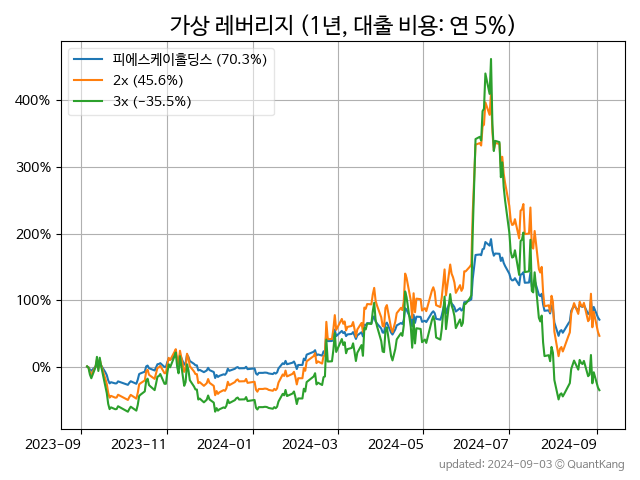 가상 레버리지 (1년, 대출 비용: 연 5%)
피에스케이홀딩스 (70.3%)
2x (45.6%)
3x (-35.5%)
400%
300%
200%
100%
0%
2023-09 2023-11 2024-01 2024-03 2024-05 2024-07 2024-09
updated: 2024-09-03 © QuantKang